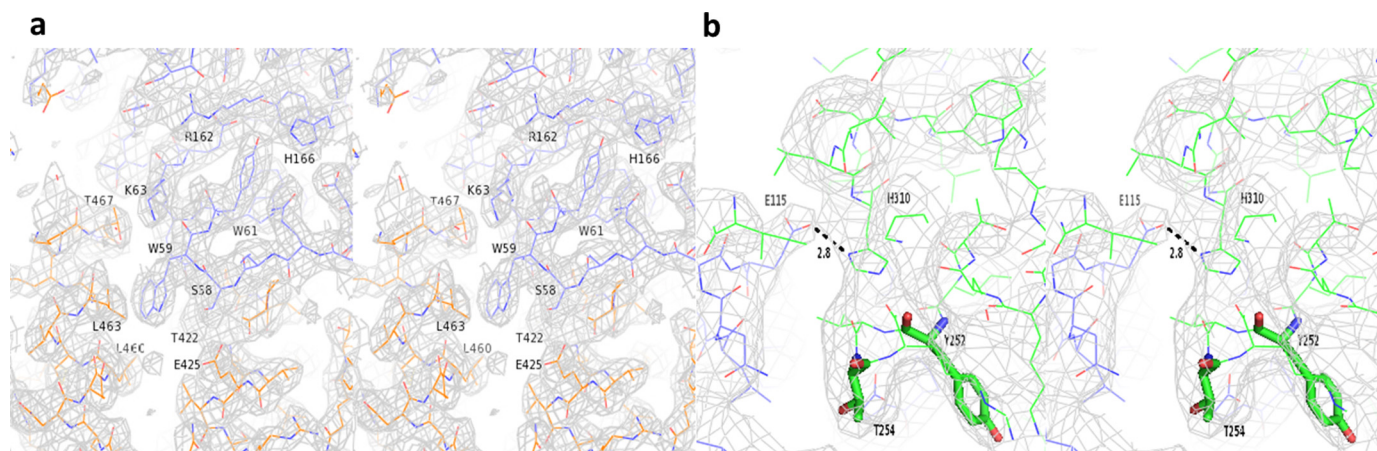 a
b
R162 R162
H166 H166
K63 K63
T467 T467
E115 H310 E115 H310
W61 W61
W59 W59
2.8 2.8
S58 S58
L463 T422 L463 T422
L460 E425 L460 E425
Y252 Y252
T254 T254